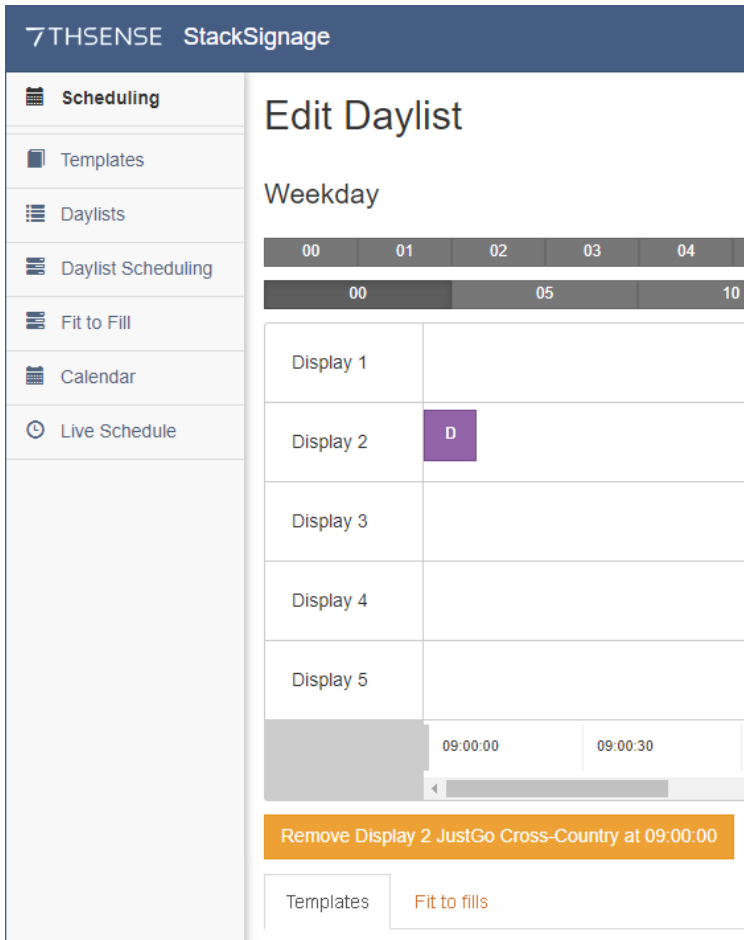 7THSENSE StackSignage
Scheduling
Templates
Daylists
Daylist Scheduling
Fit to Fill
Calendar
Live Schedule
Edit Daylist
Weekday
00 01 02 03 04
00 05 10
Display 1
Display 2 D
Display 3
Display 4
Display 5
09:00:00 09:00:30
Remove Display 2 JustGo Cross-Country at 09:00:00
Templates Fit to fills